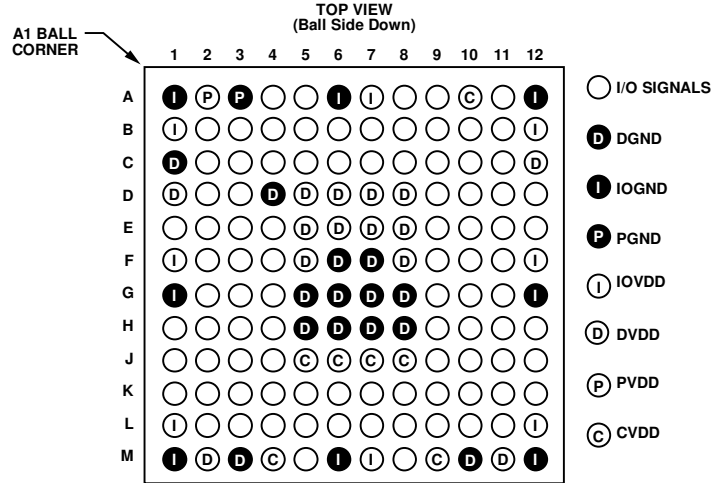 TOP VIEW
(Ball Side Down)
A1 BALL
CORNER
1 2 3 4 5 6 7 8 9 10 11 12
A I P P I I C I
B I I
C D D
D D D D D D D
E D D D D
F I D D D D I
G I D D D D I
H D D D D
J C C C C
K
L I I
M I D D C I I C D D I
I/O SIGNALS
D DGND
I IOGND
P PGND
I IOVDD
D DVDD
P PVDD
C CVDD